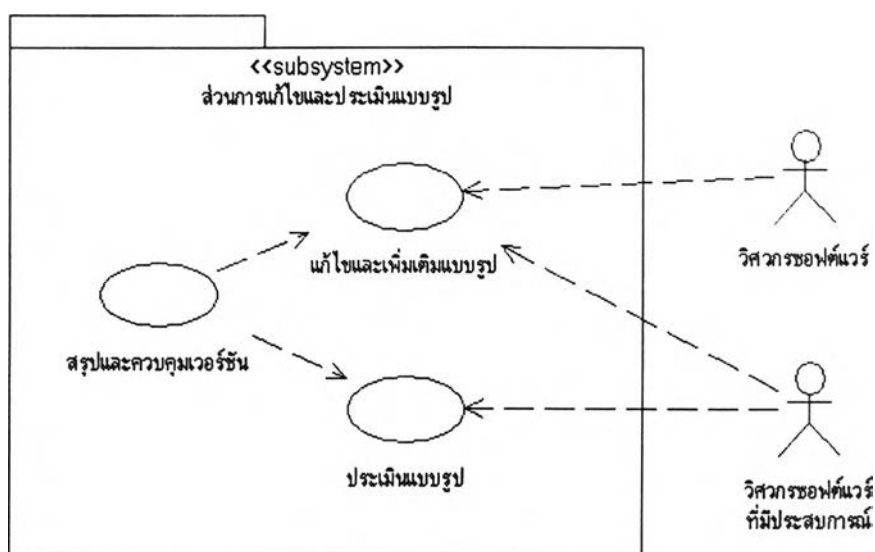 <<subsystem>>
ส่วนการแก้ไขและประเมินแบบรูป
แก้ไขและเพิ่มเติมแบบรูป
วิศวกรซอฟต์แวร์
สรุปและควบคุมเวอร์ชัน
ประเมินแบบรูป
วิศวกรซอฟต์แวร์
ที่มีประสบการณ์